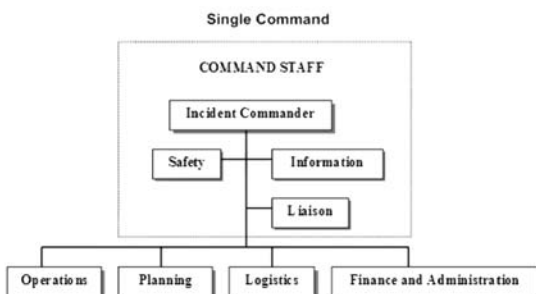 Single Command
COMMAND STAFF
Incident Commander
Safety
Information
Liaison
Operations
Planning
Logistics
Finance and Administration